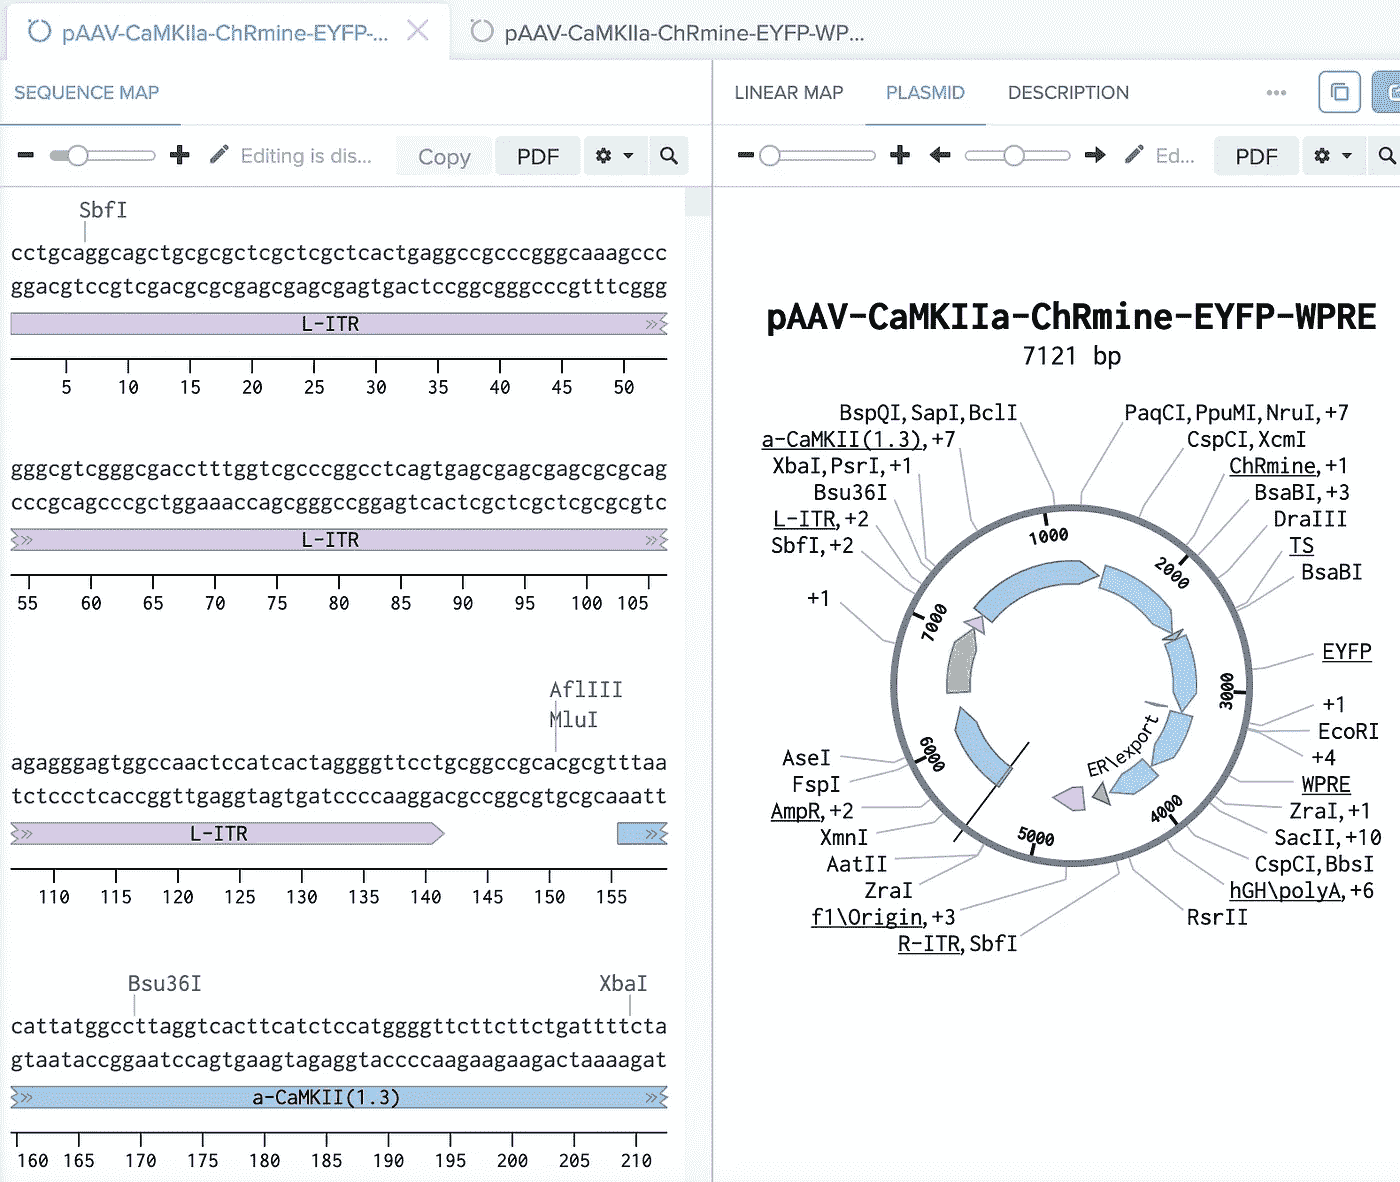 pAAV-CaMKIIa-ChRmine-EYFP-...
pAAV-CaMKIIa-ChRmine-EYFP-WP...
SEQUENCE MAP
Editing is dis...
Copy
PDF
SbfI
cctgcaggcagctgcgcgctcgctcgctcactgaggccgcccgggcaaagccc
ggacgtccgtcgacgcgcgagcgagcgagtgactccggcgggcccgtttcggg
L-ITR
5 10 15 20 25 30 35 40 45 50
gggcgtcgggcgacctttggtcgcccggcctcagtgagcgagcgagcgcgcag
cccgcagcccgctggaaaccagcgggccggagtcactcgctcgctcgcgcgtc
L-ITR
55 60 65 70 75 80 85 90 95 100 105
AflIII
MluI
agagggagtggccaactccatcactaggggttcctgcggccgcacgcgtttaa
tctccctcaccggttgaggtagtgatccccaaggacgccggcgtgcgcaaatt
L-ITR
110 115 120 125 130 135 140 145 150 155
Bsu36I
XbaI
cattatggccttaggtcacttcatctccatggggttcttcttctgattttcta
gtaataccggaatccagtgaagtagaggtaccccaagaagaagactaaaagat
a-CaMKII(1.3)
160 165 170 175 180 185 190 195 200 205 210
LINEAR MAP
PLASMID
DESCRIPTION
Ed...
PDF
pAAV-CaMKIIa-ChRmine-EYFP-WPRE
7121 bp
BspQI,SapI,BclI
a-CaMKII(1.3),+7
XbaI,PsrI,+1
Bsu36I
L-ITR,+2
SbfI,+2
+1
PaqCI,PpuMI,NruI,+7
CspCI,XcmI
ChRmine,+1
BsaBI,+3
DraIII
TS
BsaBI
EYFP
+1
EcoRI
+4
WPRE
ZraI,+1
SacII,+10
CspCI,BbsI
hGH\polyA,+6
RsrII
AseI
FspI
AmpR,+2
XmnI
AatII
ZraI
f1\Origin,+3
R-ITR,SbfI
1000
2000
3000
4000
5000
6000
7000
ER\export